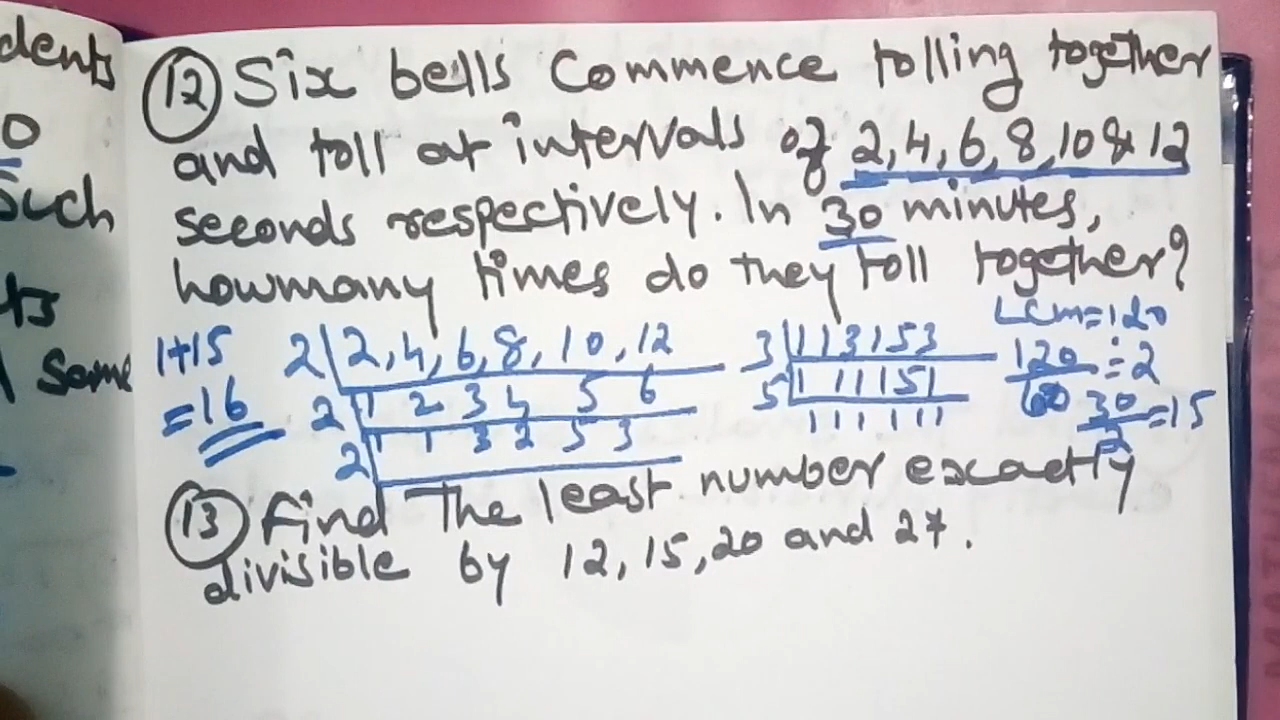 dents
0
Such
ts
some
(12) Six bells Commence tolling together
and toll at intervals of 2, 4, 6, 8, 10 & 12
seconds respectively. In 30 minutes,
howmany times do they toll together?
1+15
=16
2 2, 4, 6, 8, 10, 12
2 1 2 3 4 5 6
2 1 1 3 2 5 3
3 1 1 3 1 5 3
5 1 1 1 1 5 1
1 1 1 1 1 1
LCM=120
120/60 = 2
30/2 =15
(13) Find the least number exactly
divisible by 12, 15, 20 and 27.